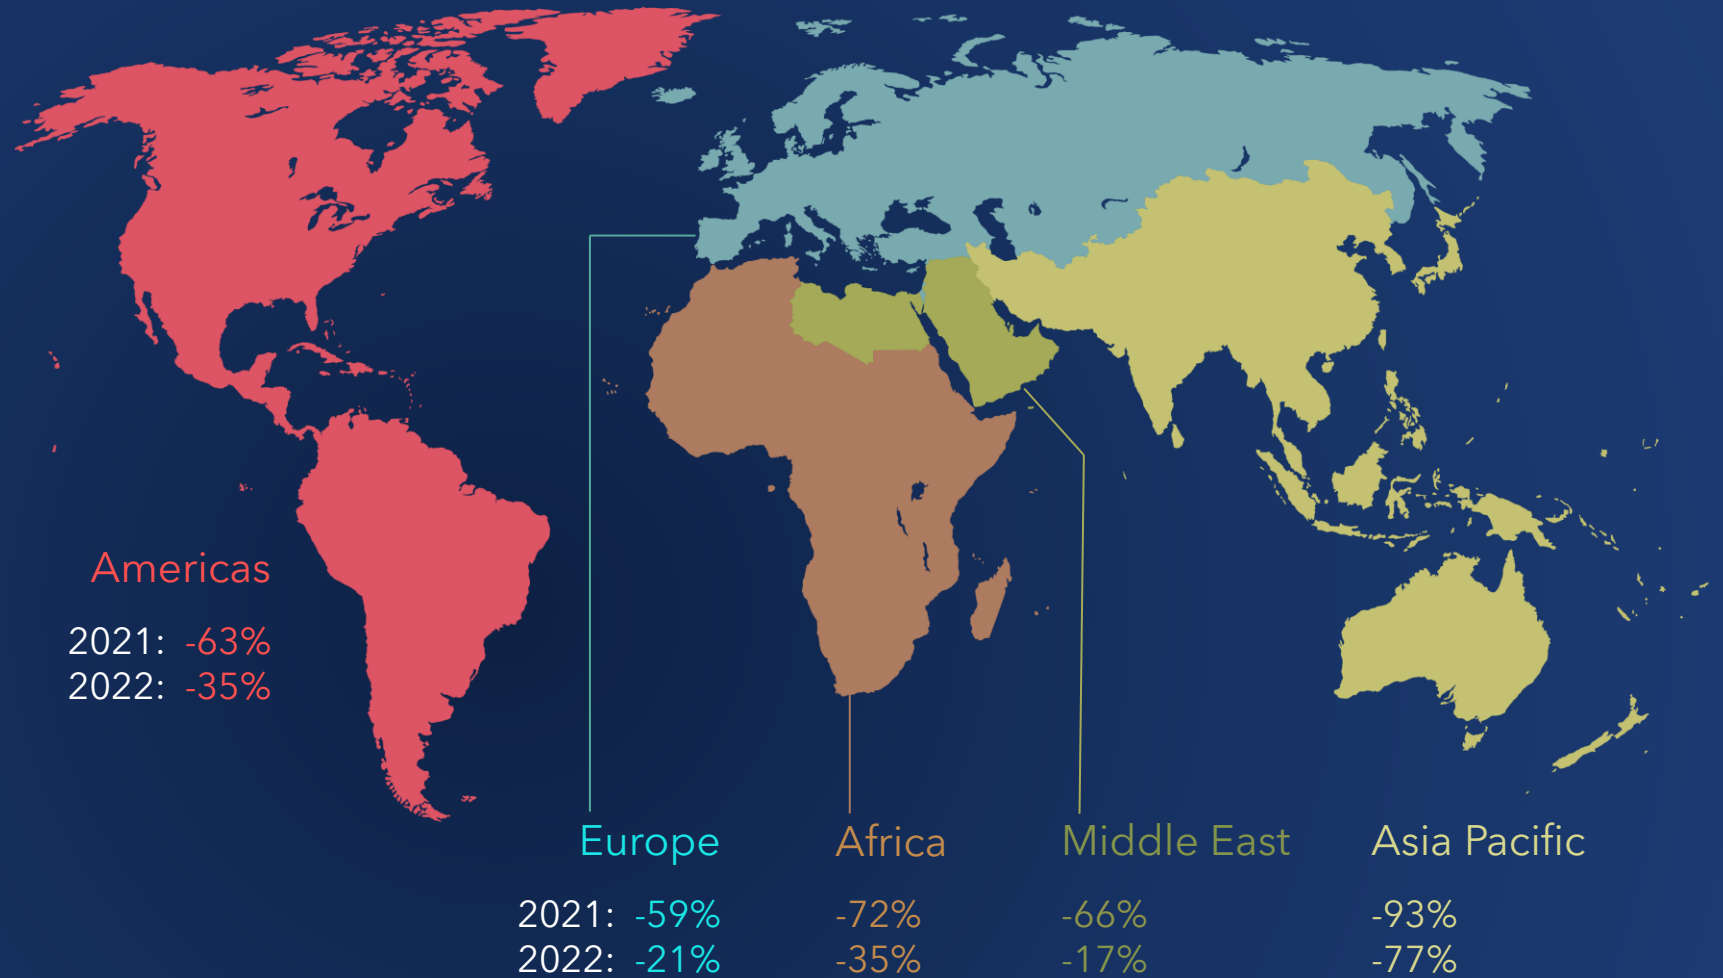 Americas
2021: -63%
2022: -35%
Europe Africa Middle East Asia Pacific
2021: -59% -72% -66% -93%
2022: -21% -35% -17% -77%